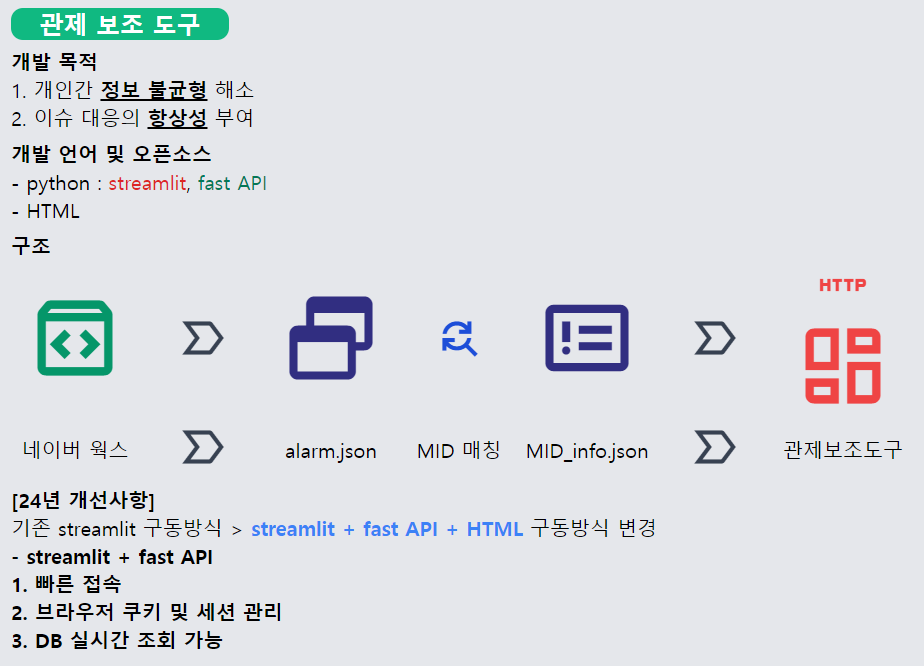 관제 보조 도구
개발 목적
1. 개인간 정보 불균형 해소
2. 이슈 대응의 항상성 부여
개발 언어 및 오픈소스
- python : streamlit, fast API
- HTML
구조
HTTP
네이버 웍스
alarm.json
MID 매칭
MID_info.json
관제보조도구
[24년 개선사항]
기존 streamlit 구동방식 > streamlit + fast API + HTML 구동방식 변경
- streamlit + fast API
1. 빠른 접속
2. 브라우저 쿠키 및 세션 관리
3. DB 실시간 조회 가능